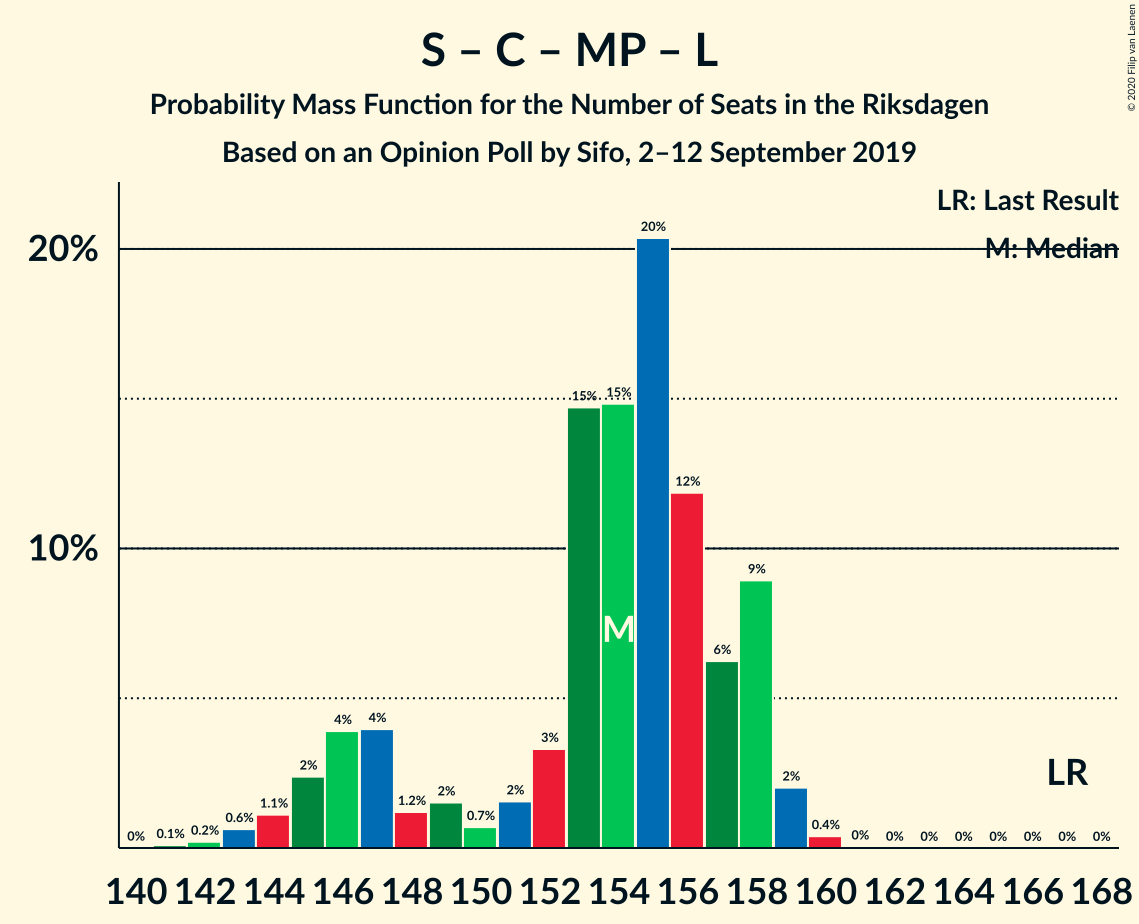 © 2020 Filip van Laenen
S – C – MP – L
Probability Mass Function for the Number of Seats in the Riksdagen
Based on an Opinion Poll by Sifo, 2–12 September 2019
LR: Last Result
M: Median
20%
10%
0% 0.1% 0.2% 0.6% 1.1% 2% 4% 4% 1.2% 2% 0.7% 2% 3% 15% 15% 20% 12% 6% 9% 2% 0.4% 0% 0% 0% 0% 0% 0% 0% 0%
M
LR
140 142 144 146 148 150 152 154 156 158 160 162 164 166 168